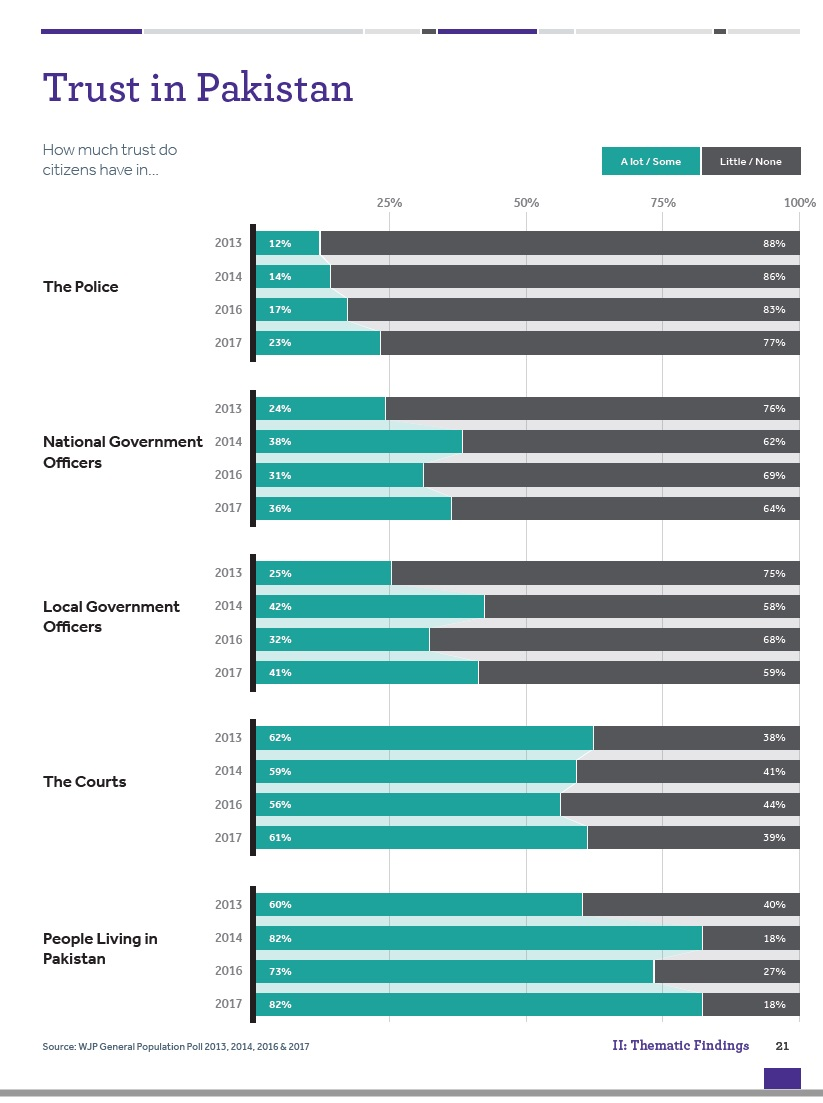 Trust in Pakistan
How much trust do
citizens have in...
A lot / Some
Little / None
25%
50%
75%
100%
The Police
2013 12% 88%
2014 14% 86%
2016 17% 83%
2017 23% 77%
National Government
Officers
2013 24% 76%
2014 38% 62%
2016 31% 69%
2017 36% 64%
Local Government
Officers
2013 25% 75%
2014 42% 58%
2016 32% 68%
2017 41% 59%
The Courts
2013 62% 38%
2014 59% 41%
2016 56% 44%
2017 61% 39%
People Living in
Pakistan
2013 60% 40%
2014 82% 18%
2016 73% 27%
2017 82% 18%
Source: WJP General Population Poll 2013, 2014, 2016 & 2017
II: Thematic Findings 21